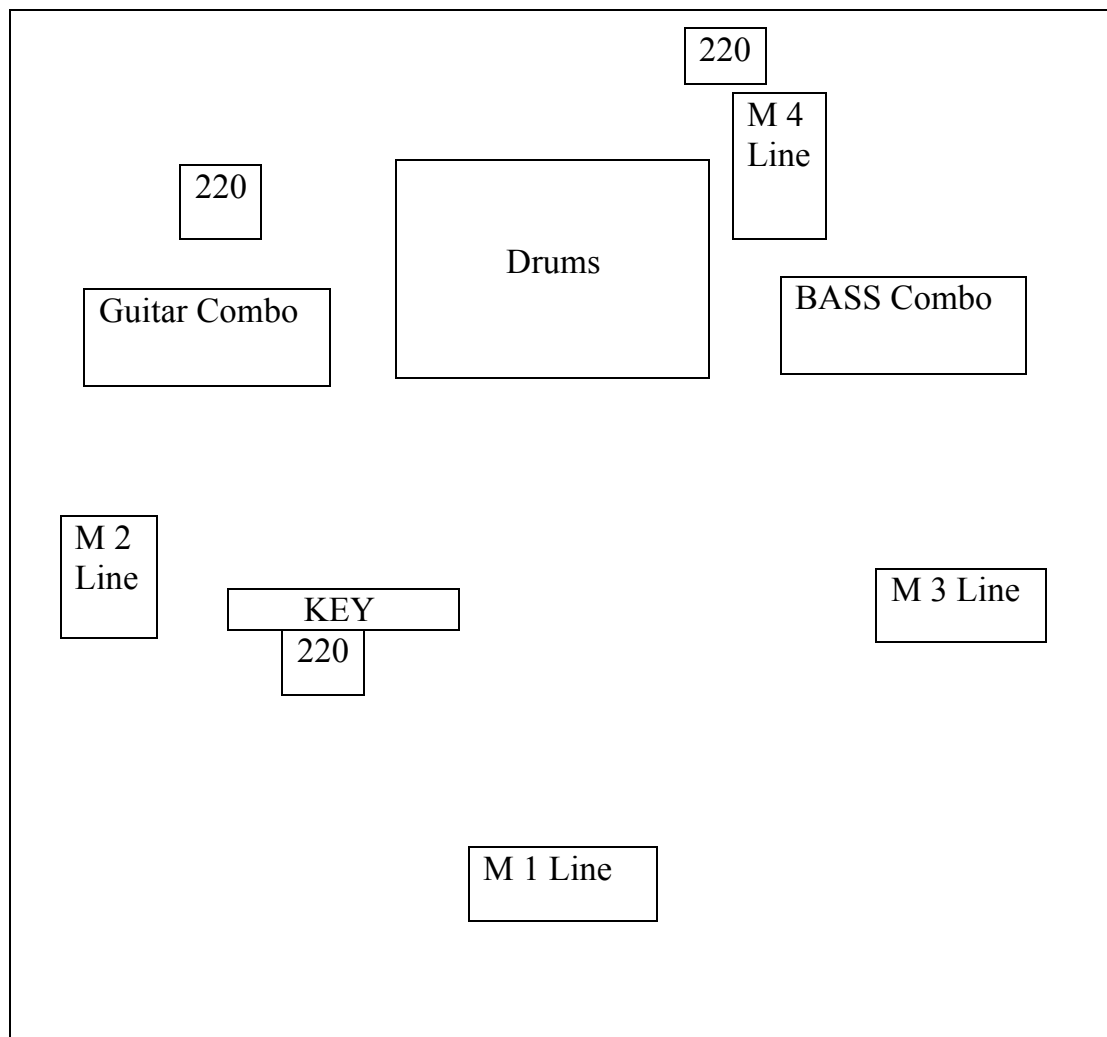 220
M 4
Line
220
Drums
Guitar Combo
BASS Combo
M 2
Line
M 3 Line
KEY
220
M 1 Line